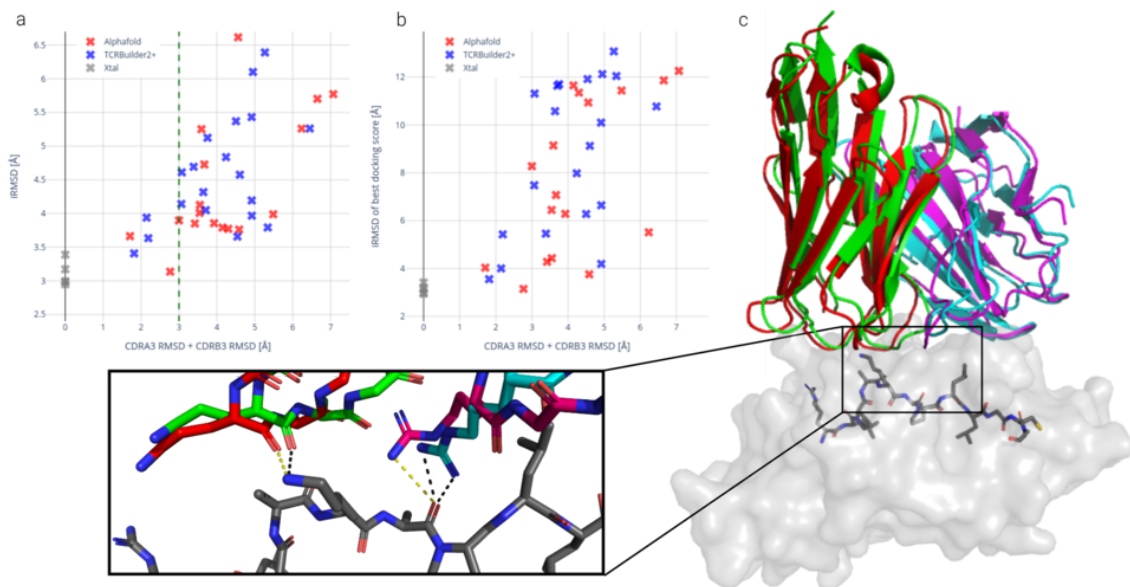 a
Alphafold
TCRBuilder2+
Xtal
6.5
6
5.5
5
4.5
4
3.5
3
2.5
IRMSD [Å]
0 1 2 3 4 5 6 7
CDRA3 RMSD + CDRB3 RMSD [Å]
b
Alphafold
TCRBuilder2+
Xtal
12
10
8
6
4
2
IRMSD of best docking score [Å]
0 1 2 3 4 5 6 7
CDRA3 RMSD + CDRB3 RMSD [Å]
c